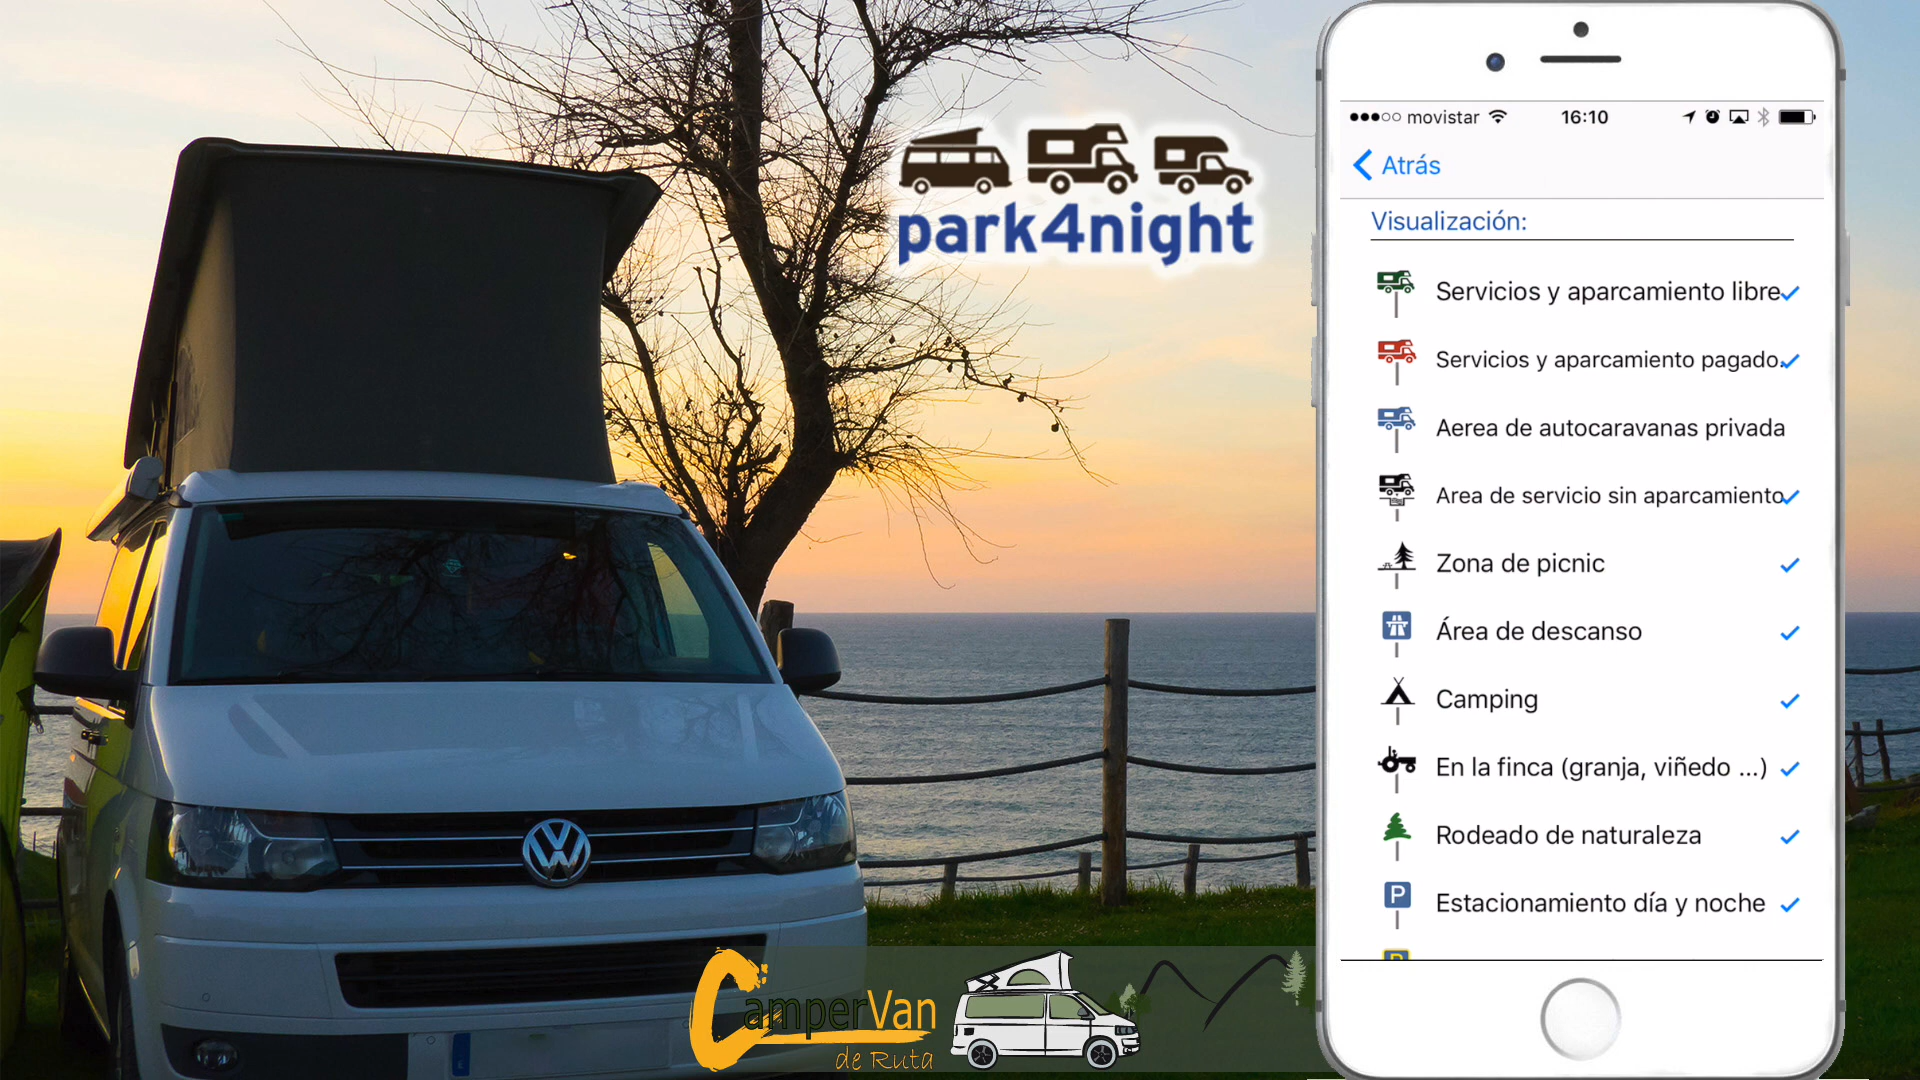 park4night
movistar 16:10
Atrás
Visualización:
Servicios y aparcamiento libre
Servicios y aparcamiento pagado.
Aerea de autocaravanas privada
Area de servicio sin aparcamiento
Zona de picnic
Área de descanso
Camping
En la finca (granja, viñedo ...)
Rodeado de naturaleza
P
Estacionamiento día y noche
CamperVan
de Ruta